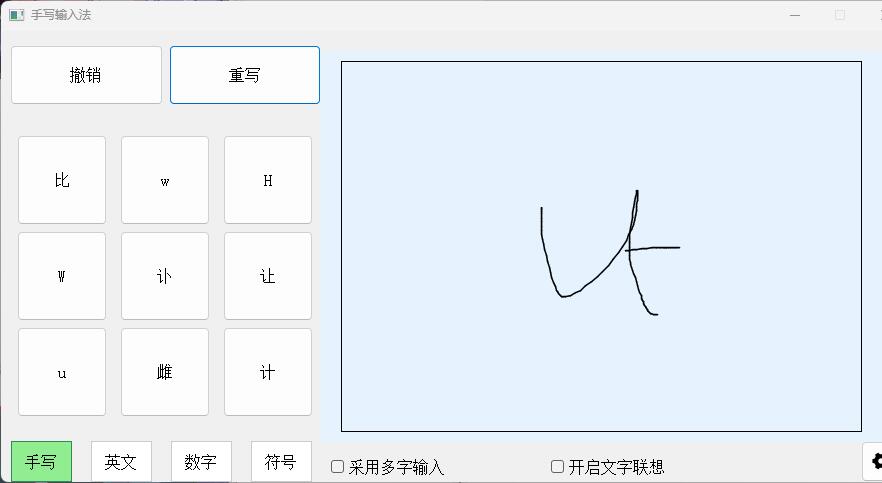 手写输入法
撤销 重写
比 w H
W 讣 让
u 雌 计
手写 英文 数字 符号
采用多字输入 开启文字联想